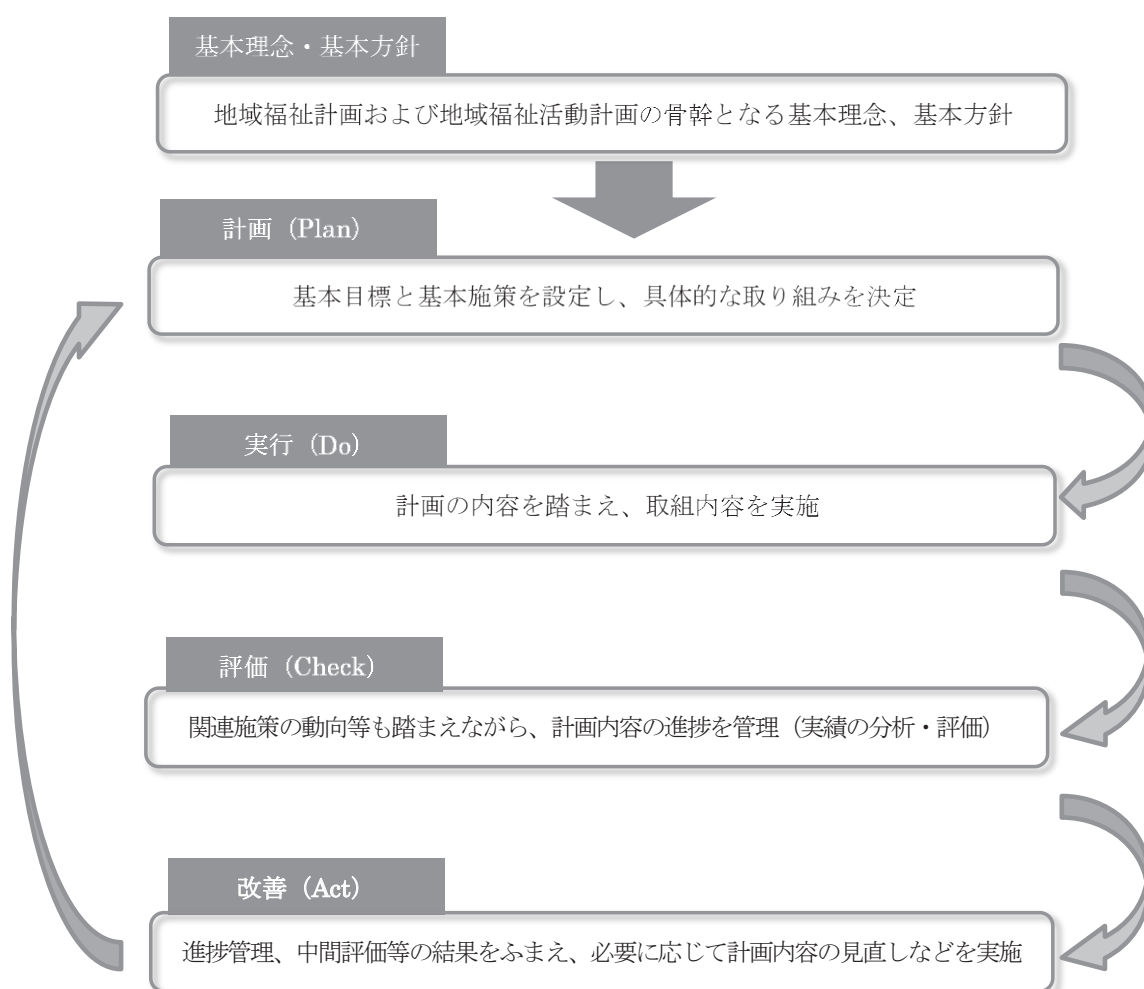 基本理念・基本方針
地域福祉計画および地域福祉活動計画の骨幹となる基本理念、基本方針
計画（Plan）
基本目標と基本施策を設定し、具体的な取り組みを決定
実行（Do）
計画の内容を踏まえ、取組内容を実施
評価（Check）
関連施策の動向等も踏まえながら、計画内容の進捗を管理（実績の分析・評価）
改善（Act）
進捗管理、中間評価等の結果をふまえ、必要に応じて計画内容の見直しなどを実施